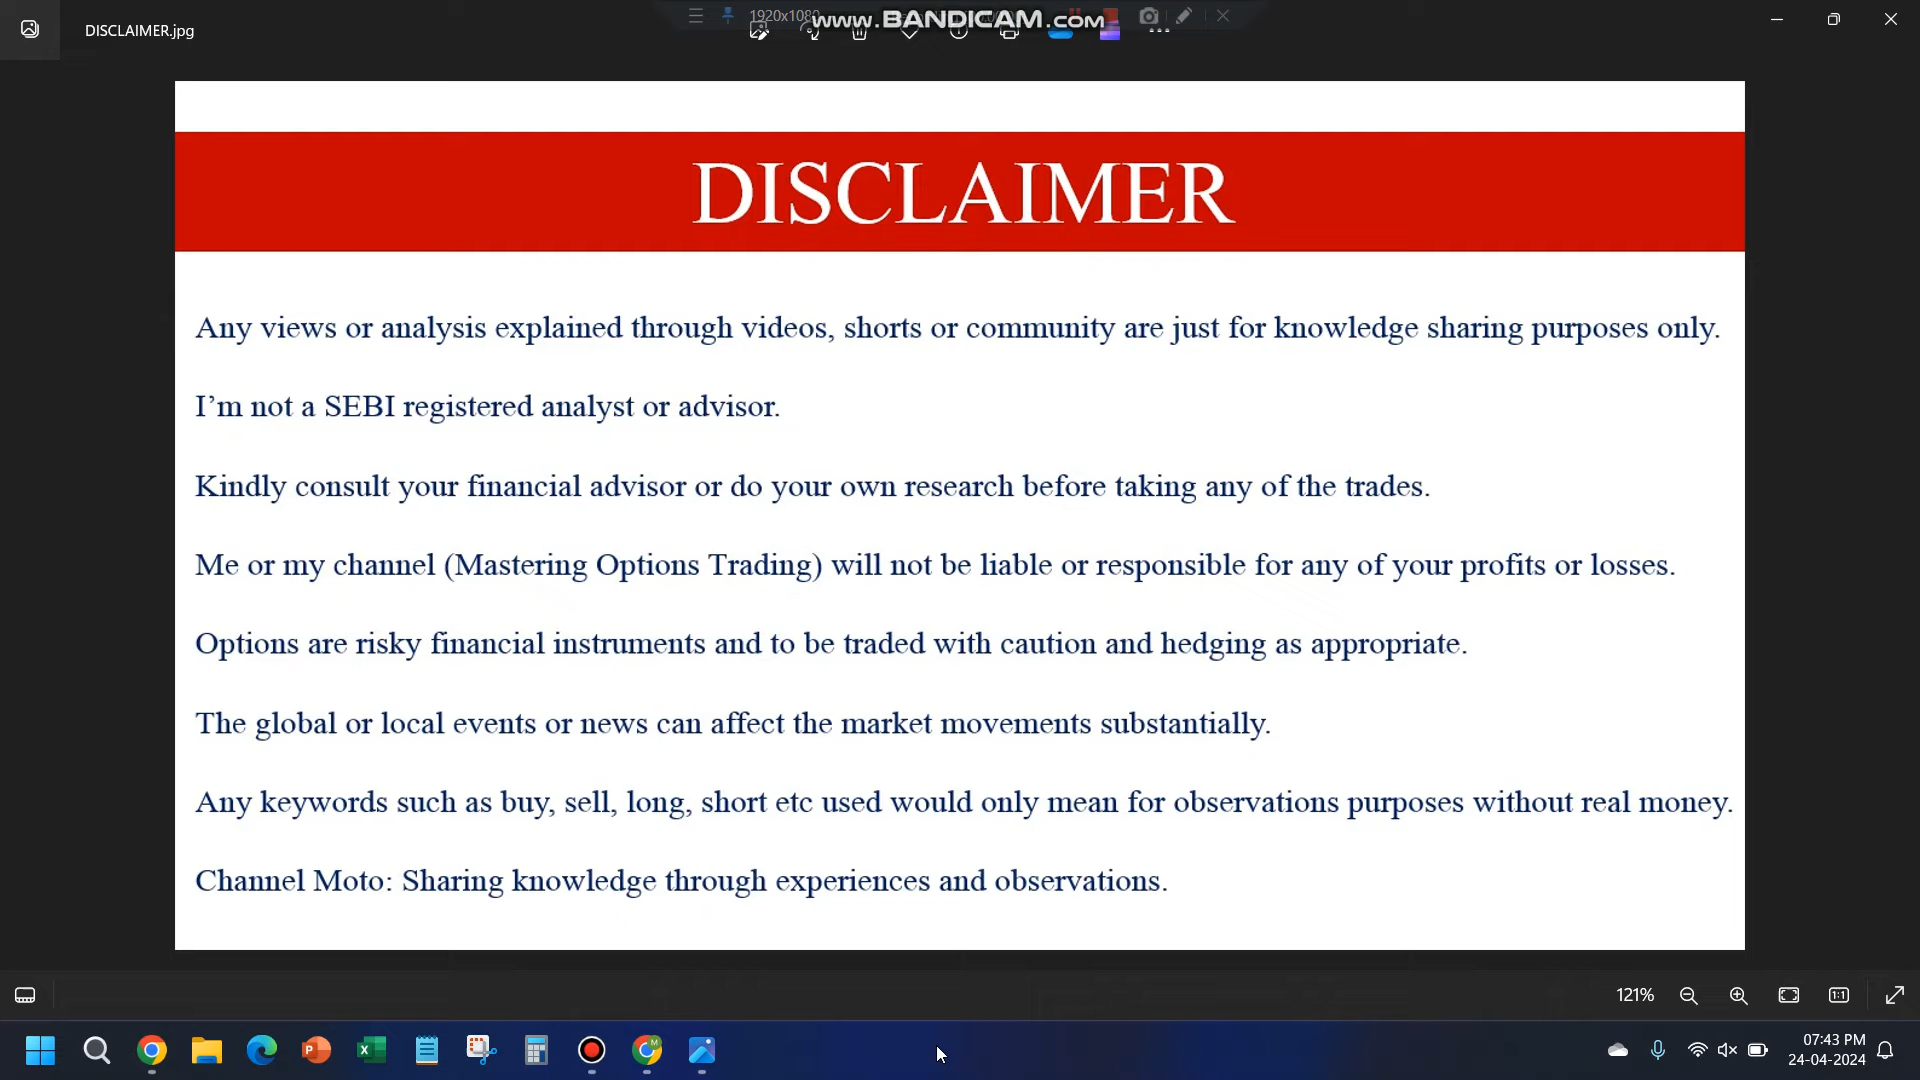 1920x1080
www.BANDICAM.com
DISCLAIMER.jpg
DISCLAIMER
Any views or analysis explained through videos, shorts or community are just for knowledge sharing purposes only.
I’m not a SEBI registered analyst or advisor.
Kindly consult your financial advisor or do your own research before taking any of the trades.
Me or my channel (Mastering Options Trading) will not be liable or responsible for any of your profits or losses.
Options are risky financial instruments and to be traded with caution and hedging as appropriate.
The global or local events or news can affect the market movements substantially.
Any keywords such as buy, sell, long, short etc used would only mean for observations purposes without real money.
Channel Moto: Sharing knowledge through experiences and observations.
121%
1:1
07:43 PM
24-04-2024